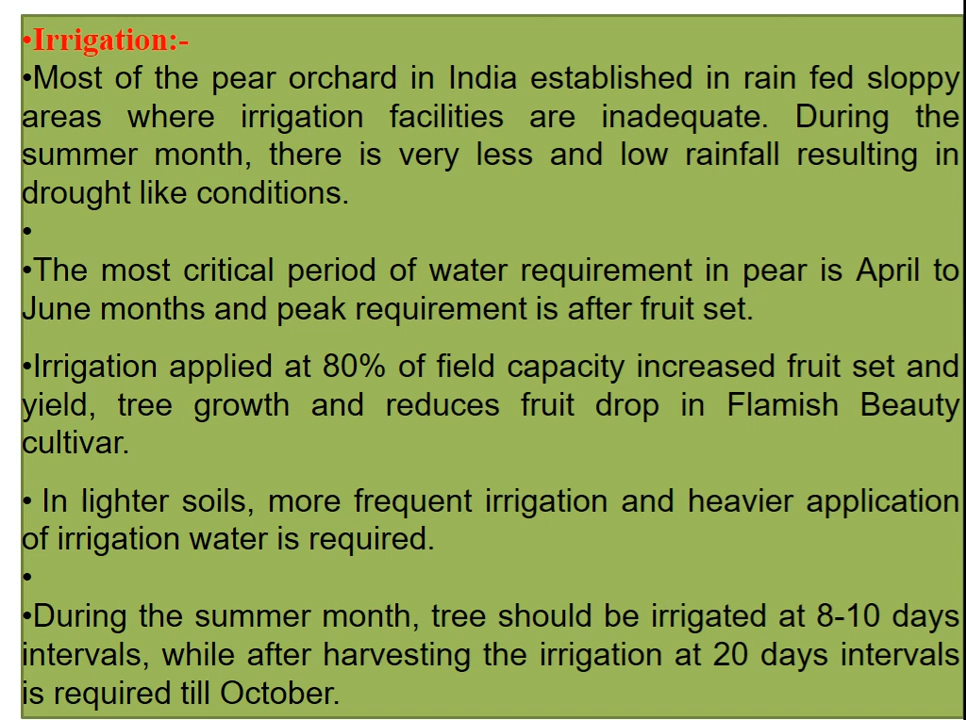 •Irrigation:-
•Most of the pear orchard in India established in rain fed sloppy
areas where irrigation facilities are inadequate. During the
summer month, there is very less and low rainfall resulting in
drought like conditions.
•
•The most critical period of water requirement in pear is April to
June months and peak requirement is after fruit set.
•Irrigation applied at 80% of field capacity increased fruit set and
yield, tree growth and reduces fruit drop in Flamish Beauty
cultivar.
• In lighter soils, more frequent irrigation and heavier application
of irrigation water is required.
•
•During the summer month, tree should be irrigated at 8-10 days
intervals, while after harvesting the irrigation at 20 days intervals
is required till October.